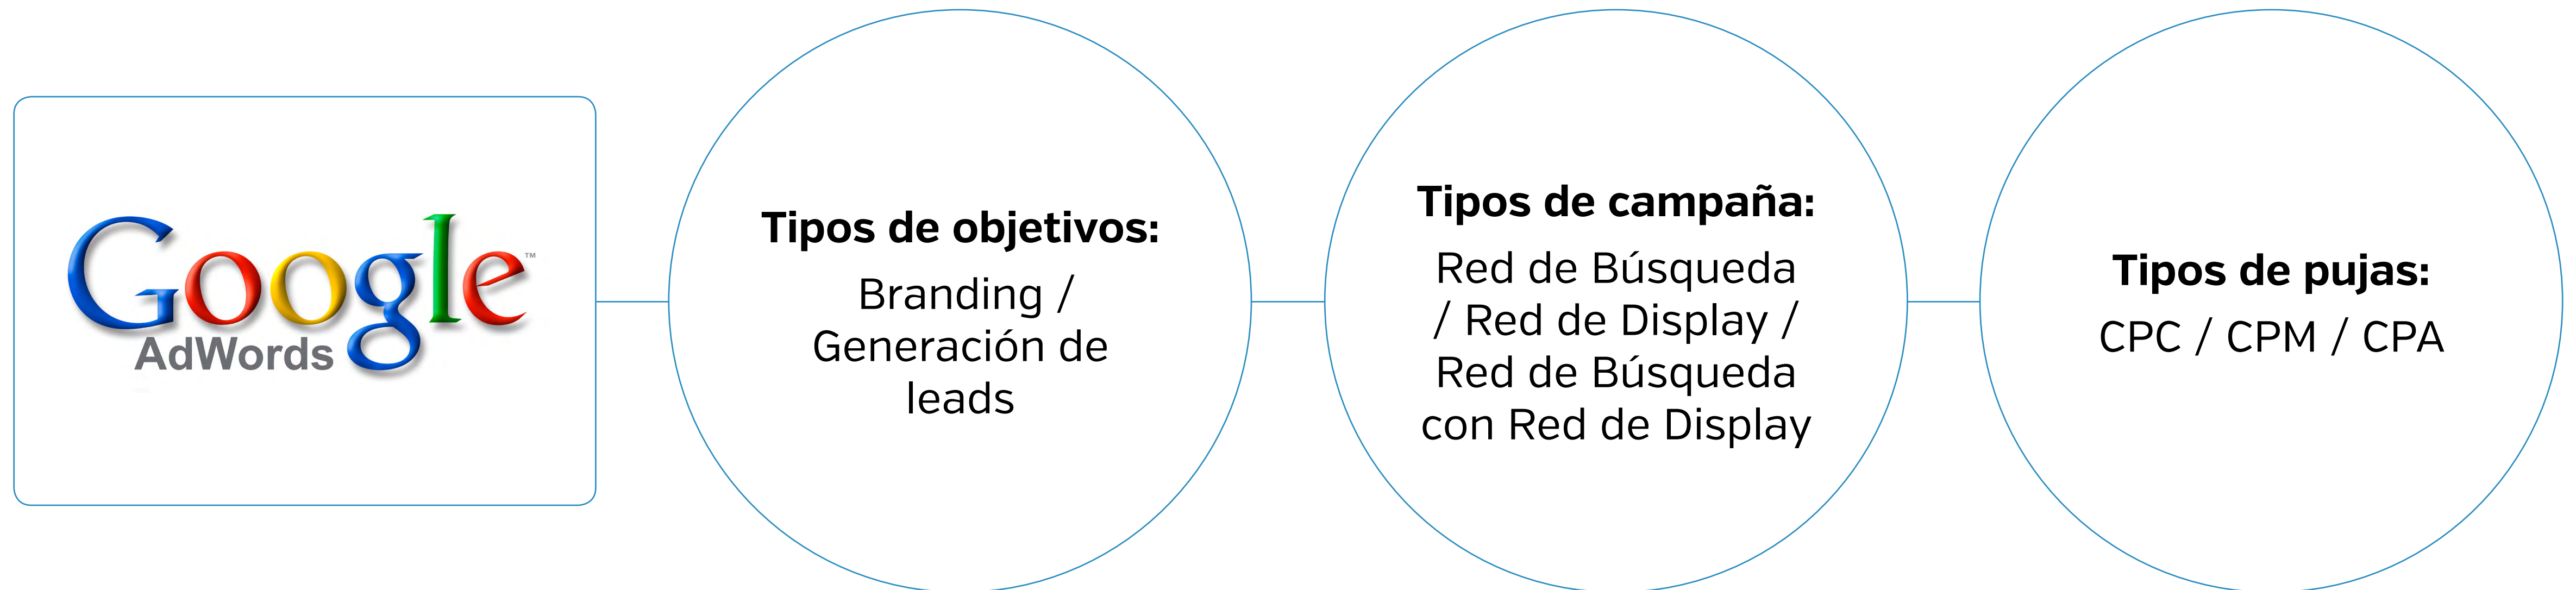 Google™
AdWords
Tipos de objetivos:
Branding /
Generación de
leads
Tipos de campaña:
Red de Búsqueda
/ Red de Display /
Red de Búsqueda
con Red de Display
Tipos de pujas:
CPC / CPM / CPA